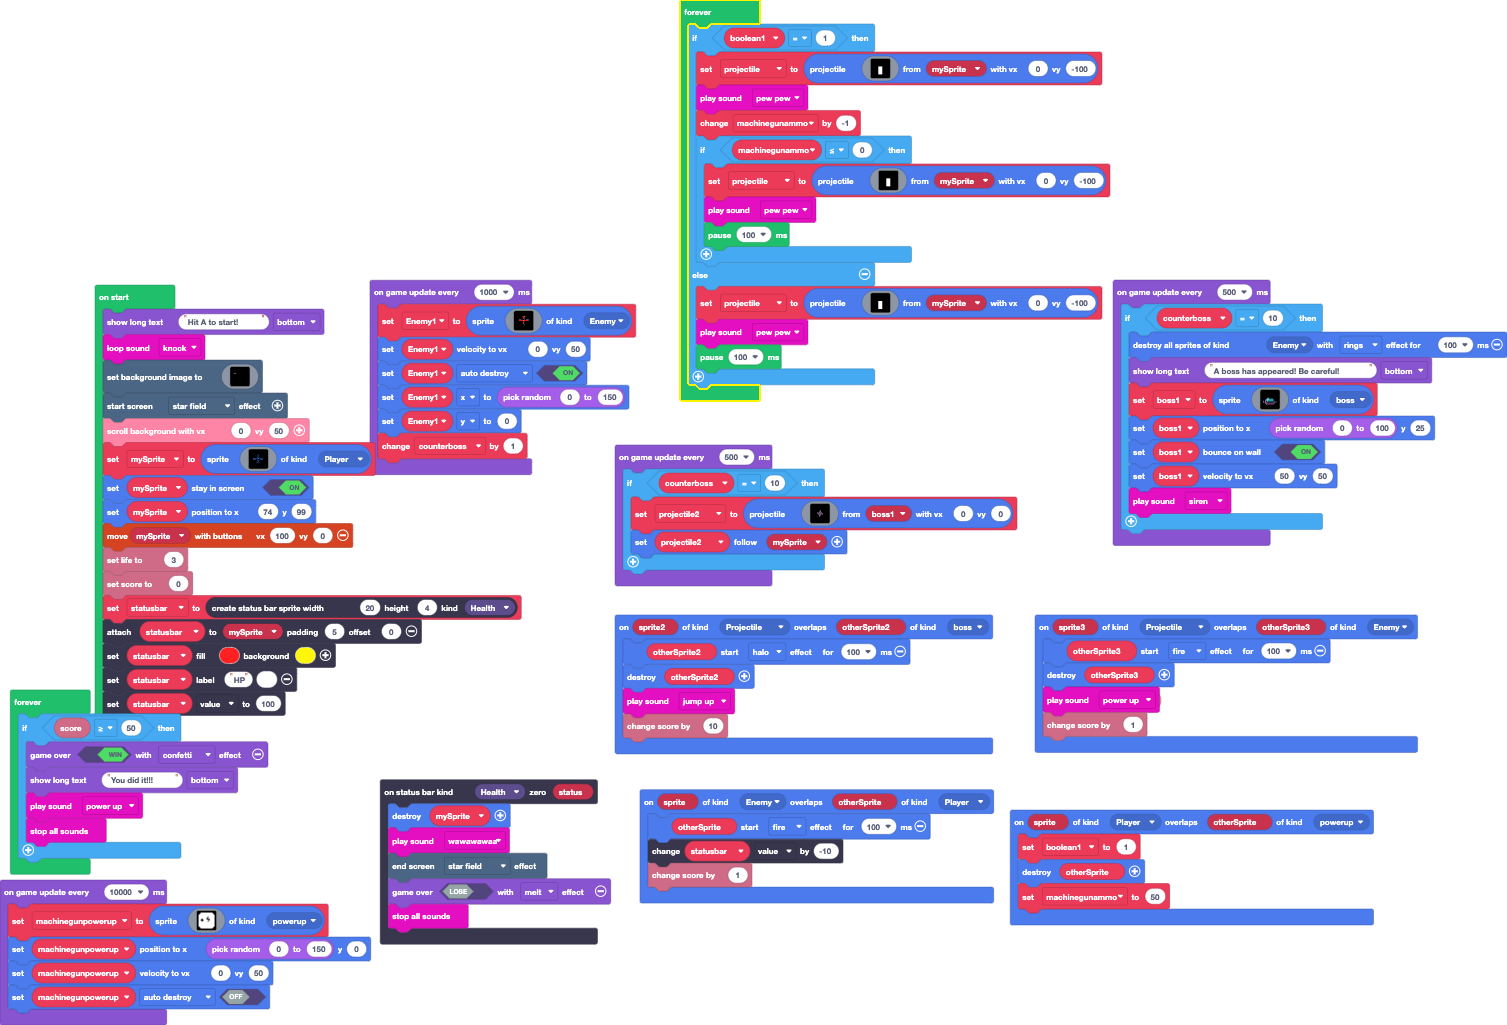 forever
if boolean1 = 1 then
set projectile to projectile from mySprite with vx 0 vy -100
play sound pew pew
change machinegunammo by -1
if machinegunammo ≤ 0 then
set projectile to projectile from mySprite with vx 0 vy -100
play sound pew pew
pause 100 ms
else
set projectile to projectile from mySprite with vx 0 vy -100
play sound pew pew
pause 100 ms
on start
show long text "Hit A to start!" bottom
loop sound knock
set background image to
start screen star field effect
scroll background with vx 0 vy 50
set mySprite to sprite of kind Player
set mySprite stay in screen ON
set mySprite position to x 74 y 99
move mySprite with buttons vx 100 vy 0
set life to 3
set score to 0
set statusbar to create status bar sprite width 20 height 4 kind Health
attach statusbar to mySprite padding 5 offset 0
set statusbar fill background
set statusbar label "HP"
set statusbar value to 100
on game update every 1000 ms
set Enemy1 to sprite of kind Enemy
set Enemy1 velocity to vx 0 vy 50
set Enemy1 auto destroy ON
set Enemy1 x to pick random 0 to 150
set Enemy1 y to 0
change counterboss by 1
on game update every 500 ms
if counterboss = 10 then
destroy all sprites of kind Enemy with rings effect for 100 ms
show long text "A boss has appeared! Be careful!" bottom
set boss1 to sprite of kind boss
set boss1 position to x pick random 0 to 100 y 25
set boss1 bounce on wall ON
set boss1 velocity to vx 50 vy 50
play sound siren
on game update every 500 ms
if counterboss = 10 then
set projectile2 to projectile from boss1 with vx 0 vy 0
set projectile2 follow mySprite
on sprite2 of kind Projectile overlaps otherSprite2 of kind boss
otherSprite2 start halo effect for 100 ms
destroy otherSprite2
play sound jump up
change score by 10
on sprite3 of kind Projectile overlaps otherSprite3 of kind Enemy
otherSprite3 start fire effect for 100 ms
destroy otherSprite3
play sound power up
change score by 1
forever
if score ≥ 50 then
game over WIN with confetti effect
show long text "You did it!!!" bottom
play sound power up
stop all sounds
on status bar kind Health zero status
destroy mySprite
play sound wawawawaa
end screen star field effect
game over LOSE with melt effect
stop all sounds
on sprite of kind Enemy overlaps otherSprite of kind Player
otherSprite start fire effect for 100 ms
change statusbar value by -10
change score by 1
on sprite of kind Player overlaps otherSprite of kind powerup
set boolean1 to 1
destroy otherSprite
set machinegunammo to 50
on game update every 10000 ms
set machinegunpowerup to sprite of kind powerup
set machinegunpowerup position to x pick random 0 to 150 y 0
set machinegunpowerup velocity to vx 0 vy 50
set machinegunpowerup auto destroy OFF